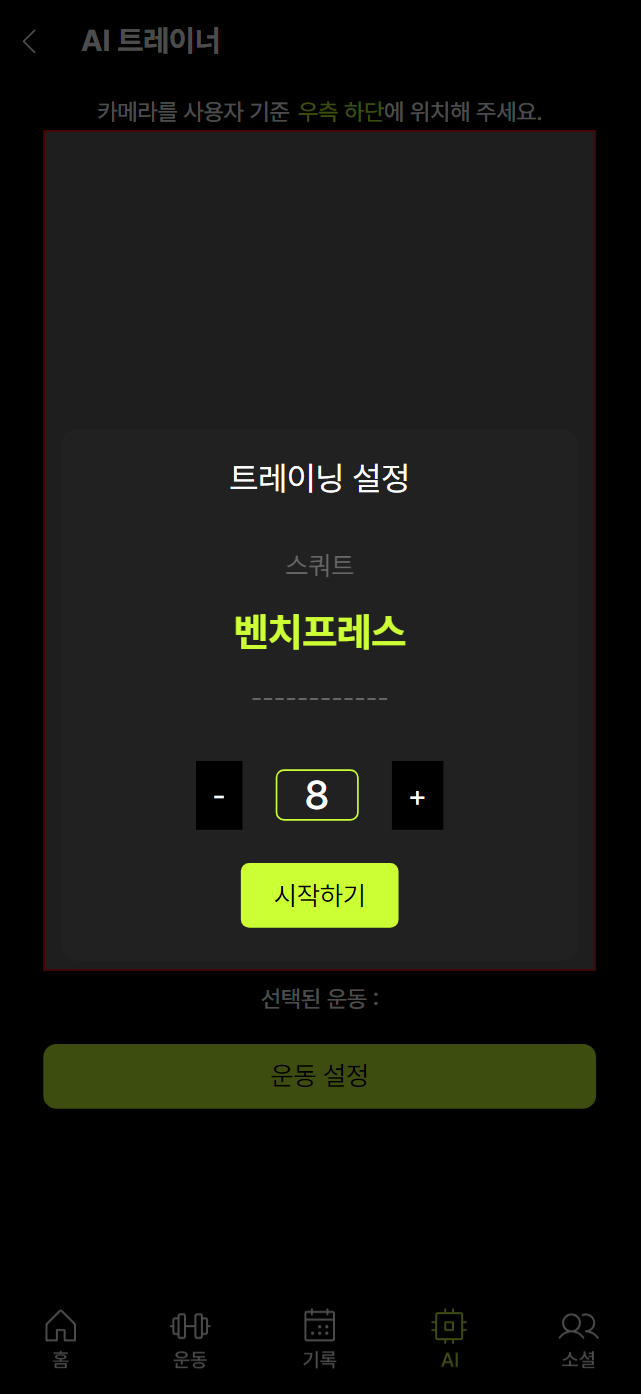 AI 트레이너
카메라를 사용자 기준 우측 하단에 위치해 주세요.
트레이닝 설정
스쿼트
벤치프레스
------------
- 8 +
시작하기
선택된 운동 :
운동 설정
홈 운동 기록 AI 소셜